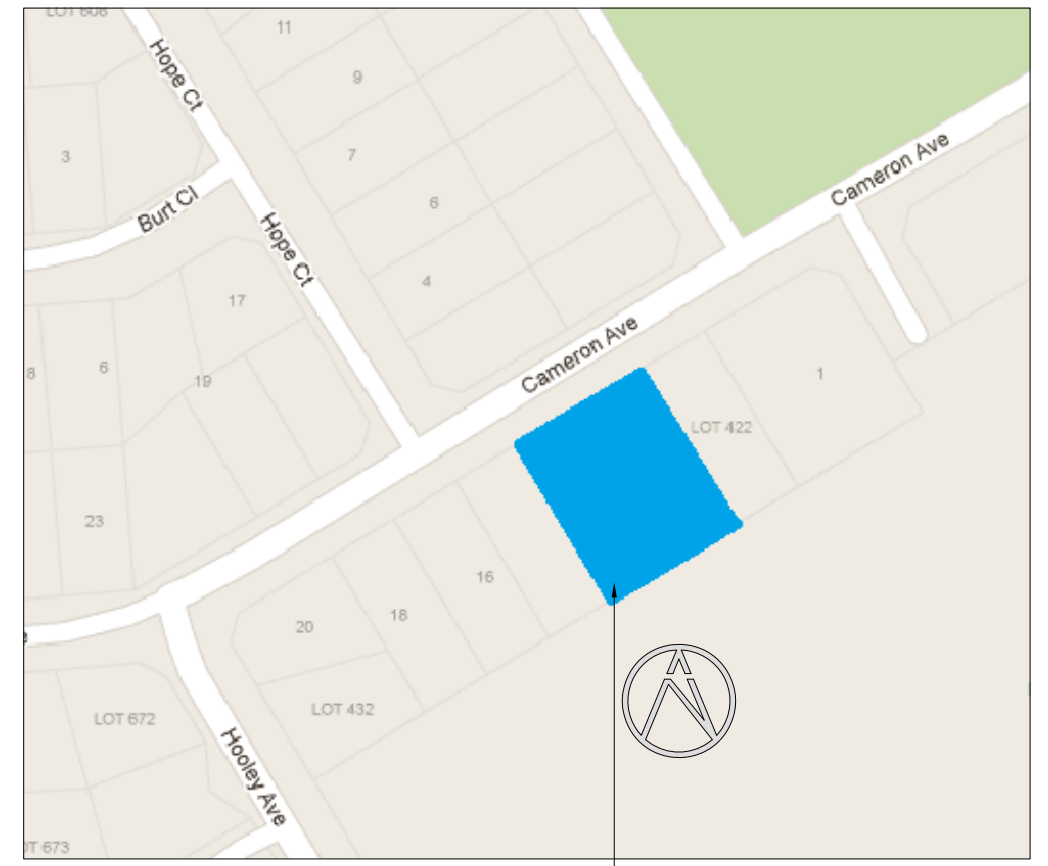 LOT 608
11
Hope Ct
9
3
7
Cameron Ave
Burt Cl
6
Hope Ct
4
17
Cameron Ave
8
6
19
1
LOT 422
23
16
18
20
LOT 432
LOT 672
Hooley Ave
OT 673
N